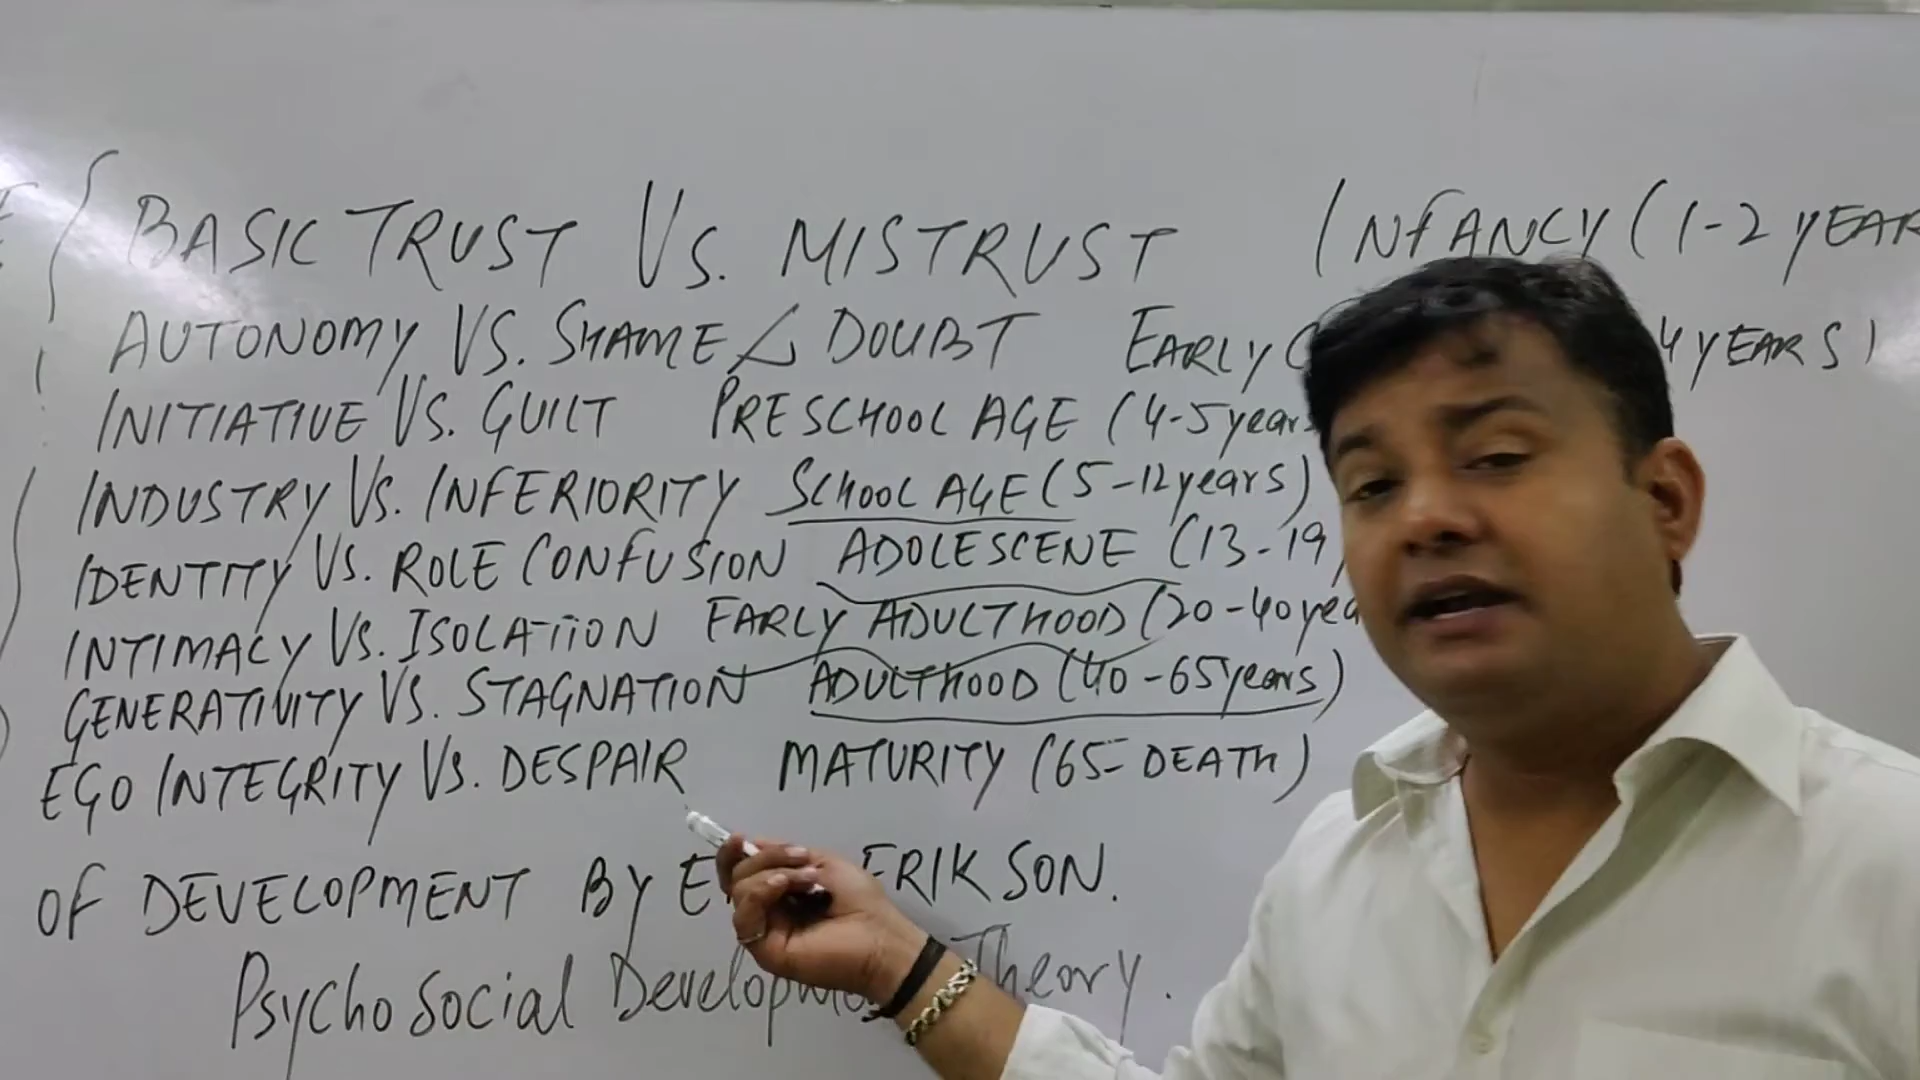 BASIC TRUST VS. MISTRUST INFANCY (1-2 YEAR
AUTONOMY VS. SHAME & DOUBT EARLY 4 YEARS)
INITIATIVE VS. GUILT PRESCHOOL AGE (4-5 years
INDUSTRY VS. INFERIORITY SCHOOL AGE (5-12 years)
IDENTITY VS. ROLE CONFUSION ADOLESCENE (13-19
INTIMACY VS. ISOLATION EARLY ADULTHOOD (20-40 yea
GENERATIVITY VS. STAGNATION ADULTHOOD (40-65 years)
EGO INTEGRITY VS. DESPAIR MATURITY (65-DEATH)
OF DEVELOPMENT BY ERIKSON.
Psychosocial Theory.